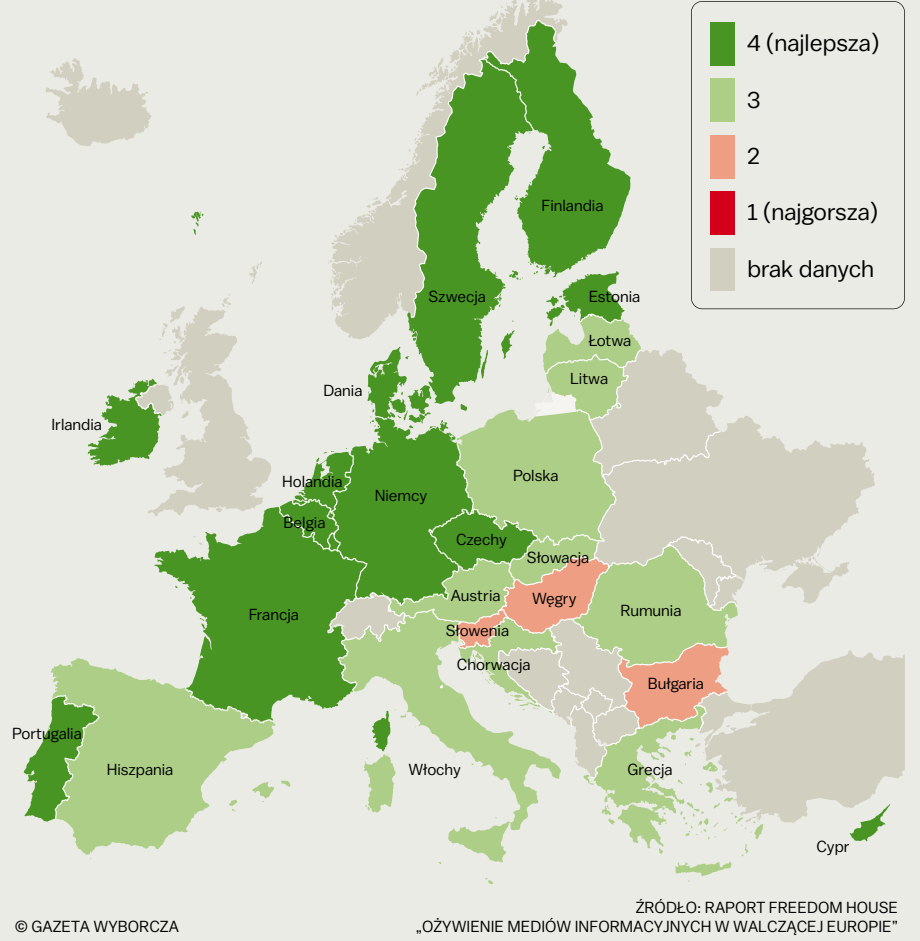 4 (najlepsza)
3
2
1 (najgorsza)
brak danych
Finlandia
Szwecja
Estonia
Łotwa
Litwa
Dania
Irlandia
Holandia
Niemcy
Polska
Belgia
Czechy
Słowacja
Austria
Węgry
Francja
Rumunia
Słowenia
Chorwacja
Bułgaria
Portugalia
Hiszpania
Włochy
Grecja
Cypr
ŹRÓDŁO: RAPORT FREEDOM HOUSE
© GAZETA WYBORCZA
„OŻYWIENIE MEDIÓW INFORMACYJNYCH W WALCZĄCEJ EUROPIE”